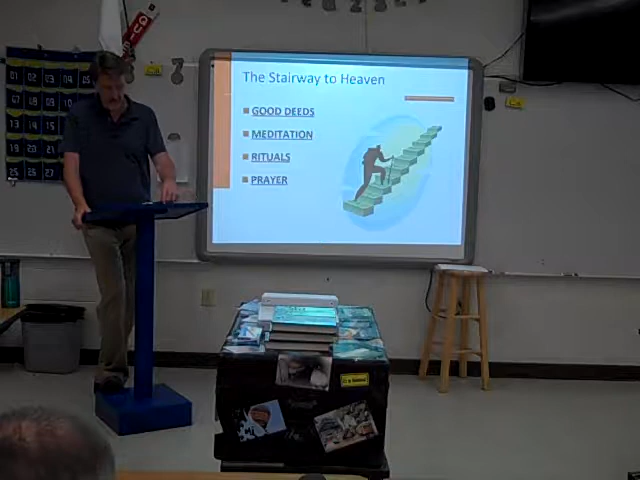 The Stairway to Heaven
GOOD DEEDS
MEDITATION
RITUALS
PRAYER
01 02 03 04 05
07 08 09 10
13 14 15
19 20 21
25 26 27